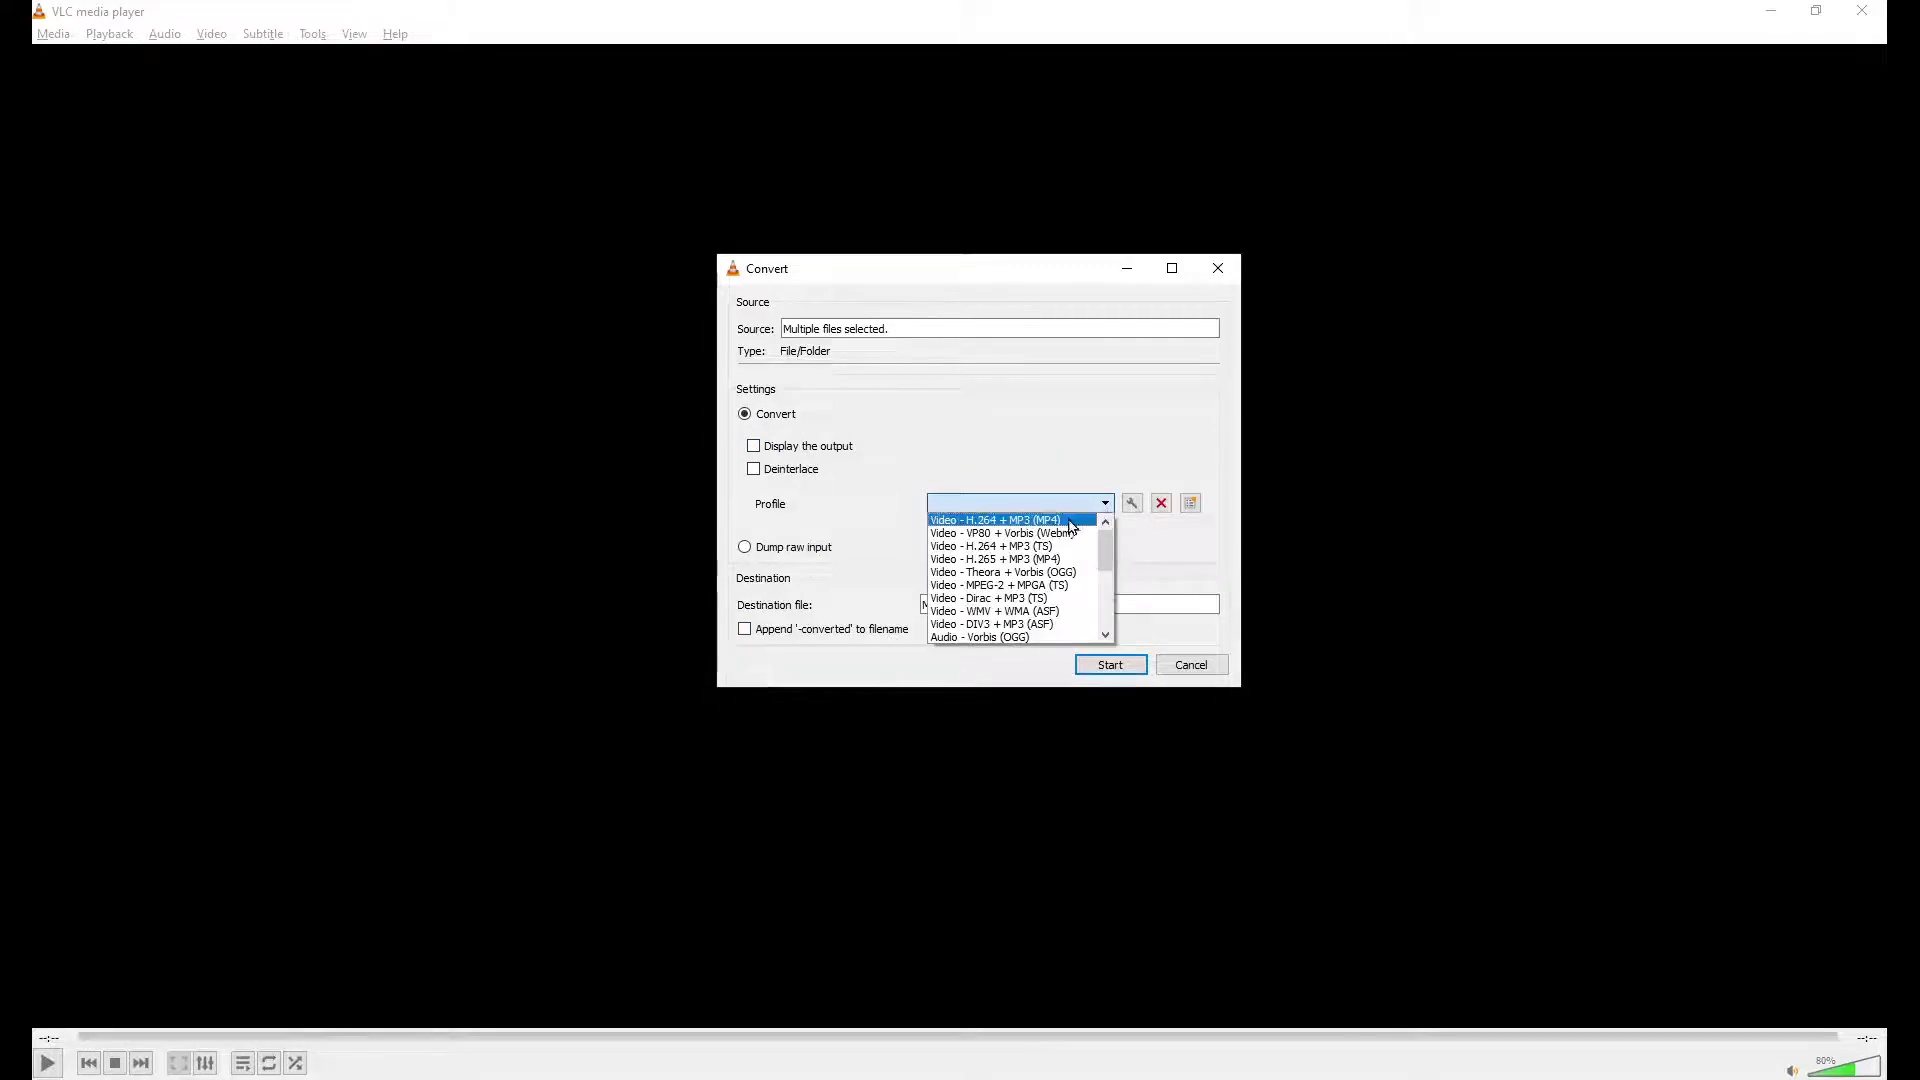 VLC media player
Media Playback Audio Video Subtitle Tools View Help
Convert
Source
Source: Multiple files selected.
Type: File/Folder
Settings
Convert
Display the output
Deinterlace
Profile
Video - H.264 + MP3 (MP4)
Video - VP80 + Vorbis (Webm)
Video - H.264 + MP3 (TS)
Video - H.265 + MP3 (MP4)
Dump raw input
Video - Theora + Vorbis (OGG)
Destination
Video - MPEG-2 + MPGA (TS)
Video - Dirac + MP3 (TS)
Destination file:
Video - WMV + WMA (ASF)
Video - DIV3 + MP3 (ASF)
Append '-converted' to filename
Audio - Vorbis (OGG)
Start Cancel
--:-- --:--
80%